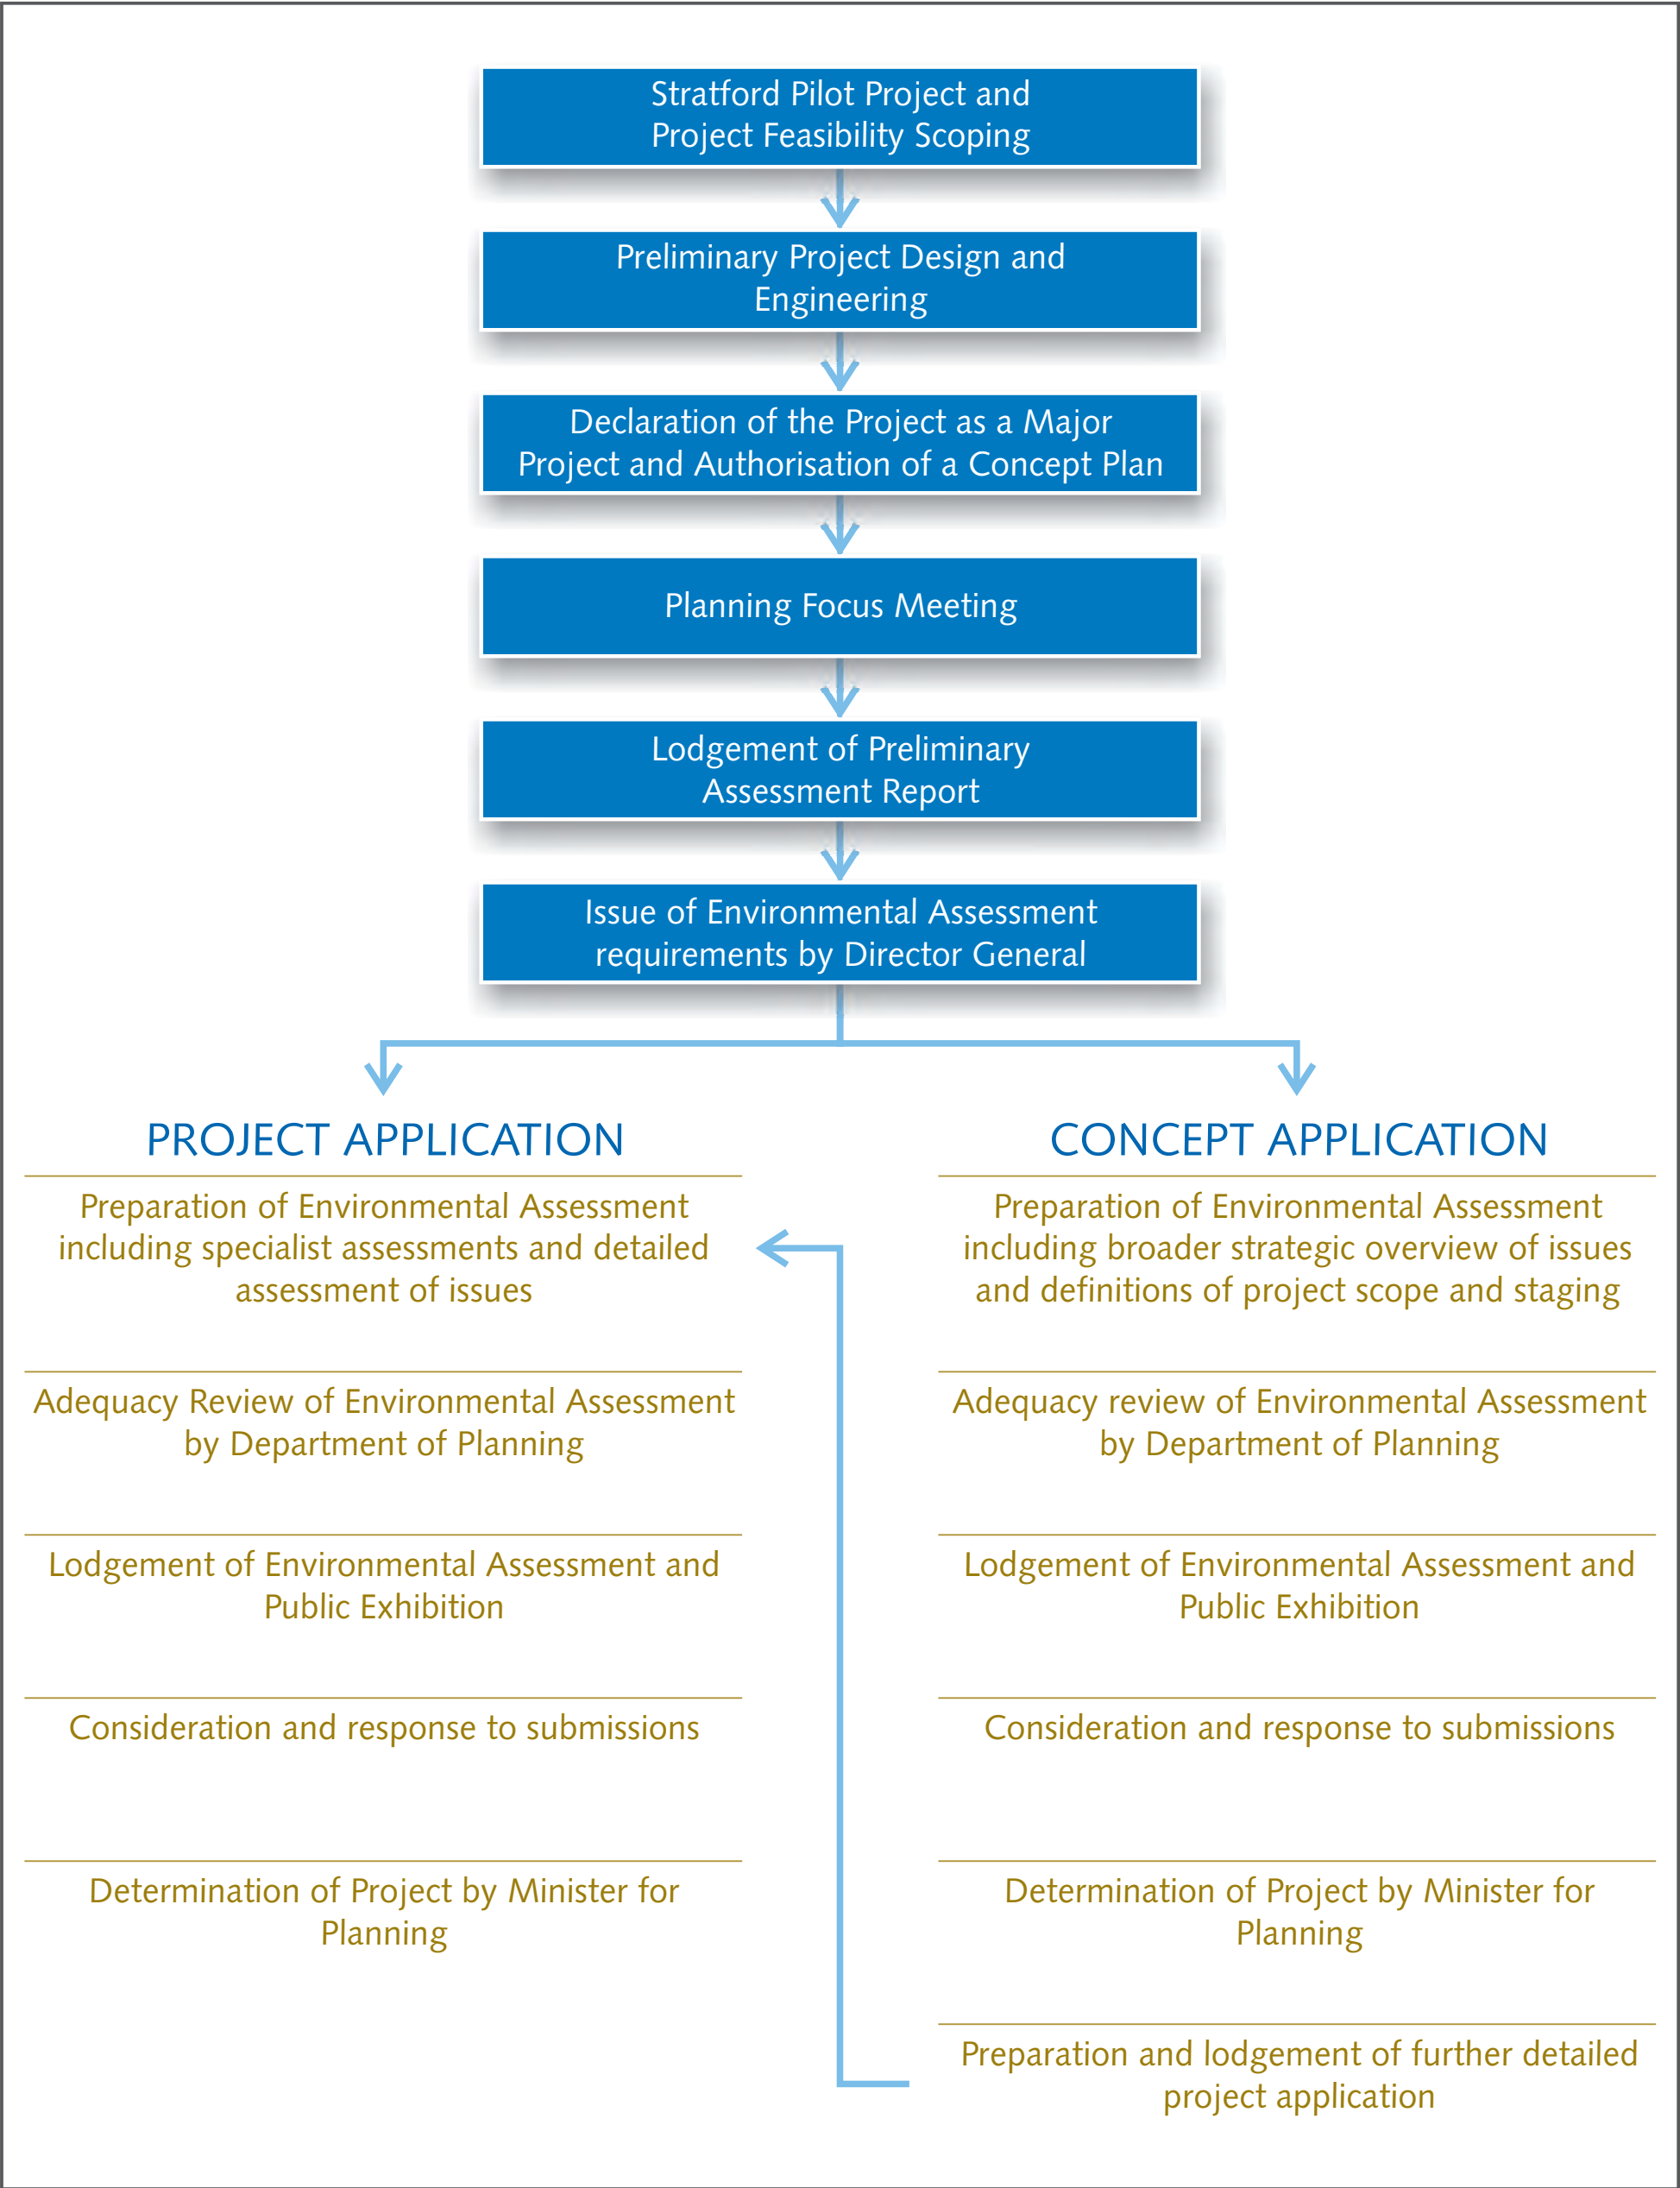 Stratford Pilot Project and
Project Feasibility Scoping
Preliminary Project Design and
Engineering
Declaration of the Project as a Major
Project and Authorisation of a Concept Plan
Planning Focus Meeting
Lodgement of Preliminary
Assessment Report
Issue of Environmental Assessment
requirements by Director General
PROJECT APPLICATION
Preparation of Environmental Assessment
including specialist assessments and detailed
assessment of issues
Adequacy Review of Environmental Assessment
by Department of Planning
Lodgement of Environmental Assessment and
Public Exhibition
Consideration and response to submissions
Determination of Project by Minister for
Planning
CONCEPT APPLICATION
Preparation of Environmental Assessment
including broader strategic overview of issues
and definitions of project scope and staging
Adequacy review of Environmental Assessment
by Department of Planning
Lodgement of Environmental Assessment and
Public Exhibition
Consideration and response to submissions
Determination of Project by Minister for
Planning
Preparation and lodgement of further detailed
project application